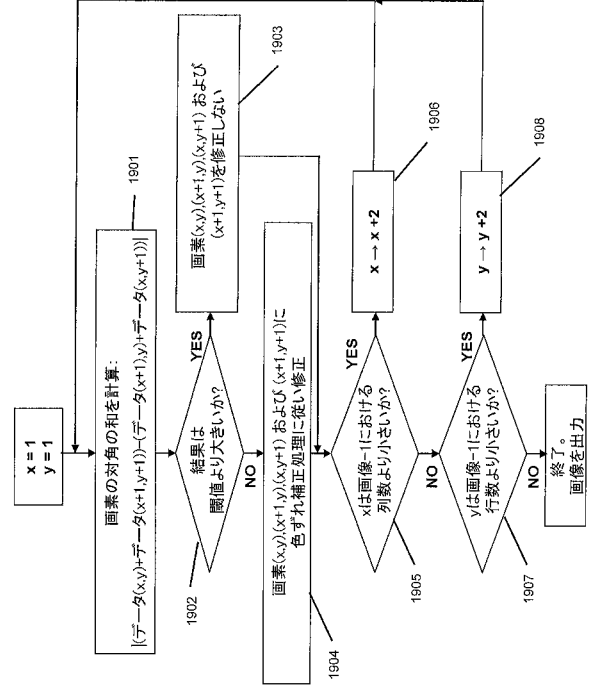 x = 1
y = 1
画素の対角の和を計算:
|(データ(x,y)+データ(x+1,y+1))−(データ(x+1),y)+データ(x,y+1))|
1901
結果は
閾値より大きいか?
1902
YES
NO
画素(x,y),(x+1,y),(x,y+1) および
(x+1,y+1)を修正しない
1903
画素(x,y),(x+1,y),(x,y+1) および (x+1,y+1)に
色ずれ補正処理に従い修正
1904
xは画像−1における
列数より小さいか?
1905
YES
NO
x → x +2
1906
yは画像−1における
行数より小さいか?
1907
YES
NO
y → y +2
1908
終了。
画像を出力